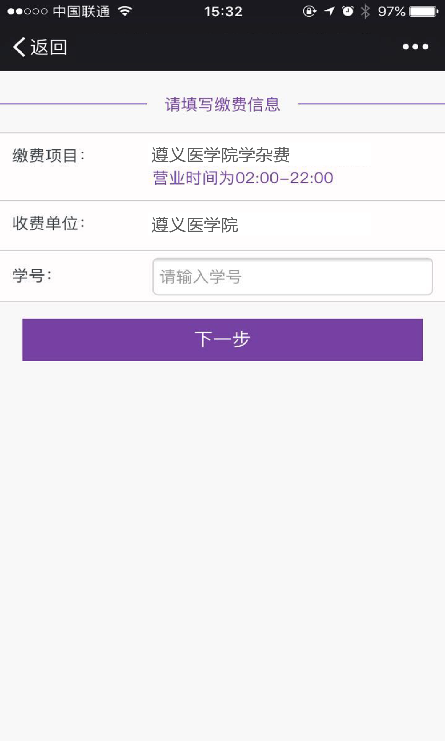 中国联通 15:32 97%
返回
请填写缴费信息
缴费项目： 遵义医学院学杂费
营业时间为02:00-22:00
收费单位： 遵义医学院
学号： 请输入学号
下一步